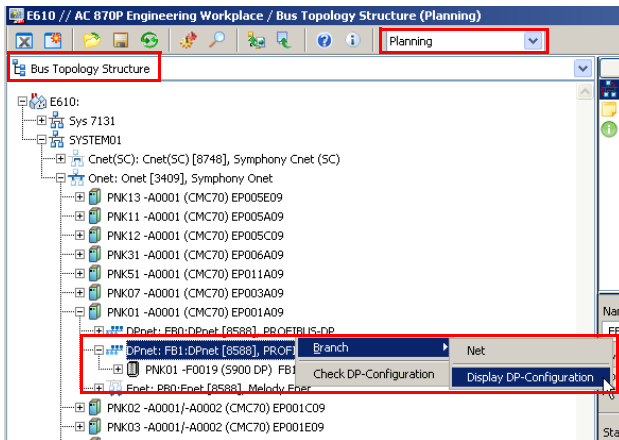 E610 // AC 870P Engineering Workplace / Bus Topology Structure (Planning)
Planning
Bus Topology Structure
E610:
Sys 7131
SYSTEM01
Cnet(SC): Cnet(SC) [8748], Symphony Cnet (SC)
Onet: Onet [3409], Symphony Onet
PNK13 -A0001 (CMC70) EP005E09
PNK11 -A0001 (CMC70) EP005A09
PNK12 -A0001 (CMC70) EP005C09
PNK31 -A0001 (CMC70) EP006A09
PNK51 -A0001 (CMC70) EP011A09
PNK07 -A0001 (CMC70) EP003A09
PNK01 -A0001 (CMC70) EP001A09
Nar
DPnet: FB0:DPnet [8588], PROFIBUS-DP
DPnet: FB1:DPnet [8588], PROFI
Branch
Net
PNK01 -F0019 (S900 DP) FB1
Check DP-Configuration
Display DP-Configuration
Fnet: PB0:Fnet [8588], Melody Fnet
PNK02 -A0001/-A0002 (CMC70) EP001C09
PNK03 -A0001/-A0002 (CMC70) EP001E09
Sta